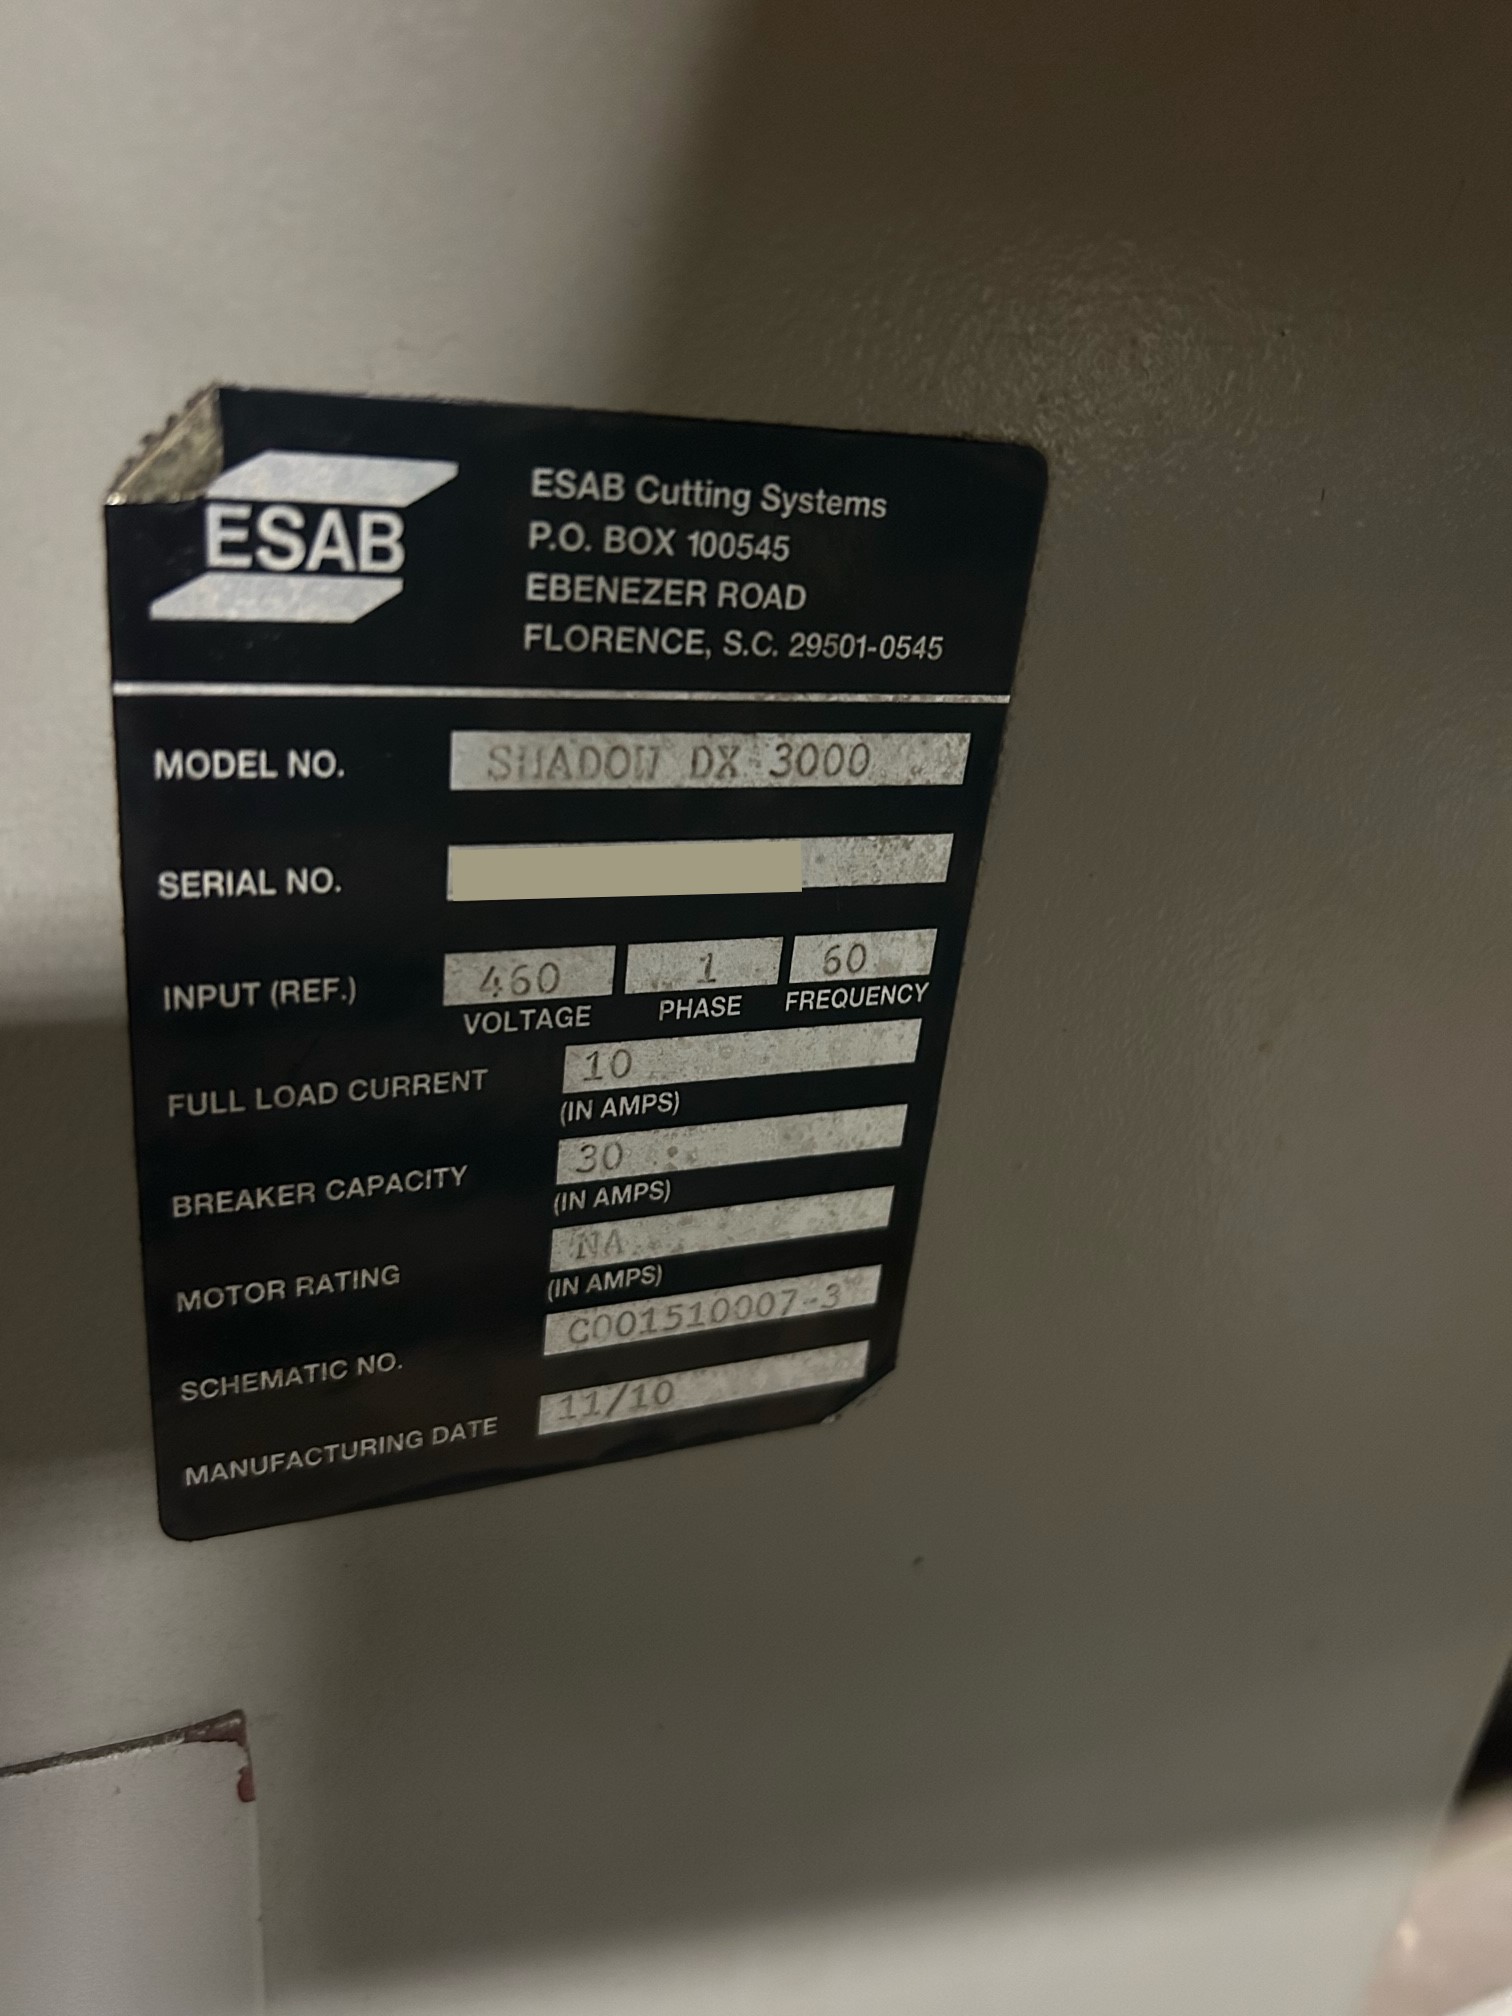 ESAB
ESAB Cutting Systems
P.O. BOX 100545
EBENEZER ROAD
FLORENCE, S.C. 29501-0545
MODEL NO. SHADOW DX 3000
SERIAL NO.
INPUT (REF.) 460 1 60
VOLTAGE PHASE FREQUENCY
FULL LOAD CURRENT 10
(IN AMPS)
BREAKER CAPACITY 30
(IN AMPS)
MOTOR RATING NA
(IN AMPS)
SCHEMATIC NO. C001510007-3
MANUFACTURING DATE 11/10